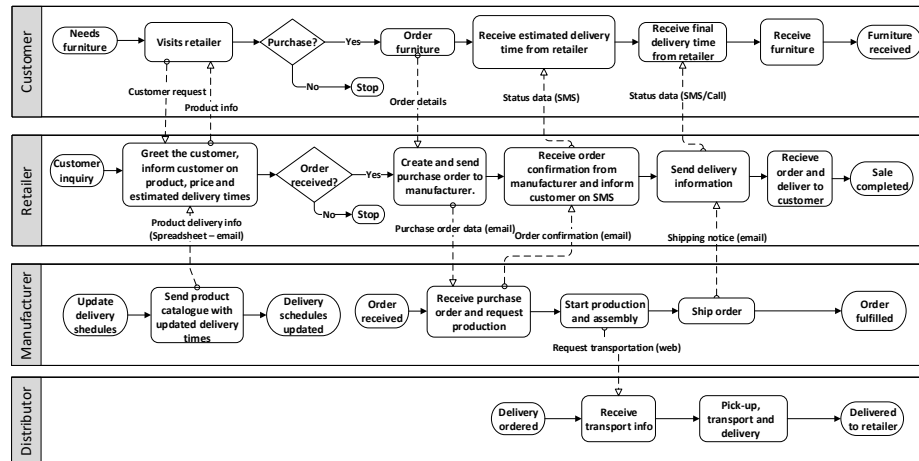 Customer
Needs
furniture
Visits retailer
Purchase?
Yes
No
Stop
Order
furniture
Receive estimated delivery
time from retailer
Receive final
delivery time
from retailer
Receive
furniture
Furniture
received
Customer request
Product info
Order details
Status data (SMS)
Status data (SMS/Call)
Retailer
Customer
inquiry
Greet the customer,
inform customer on
product, price and
estimated delivery times
Order
received?
Yes
No
Stop
Create and send
purchase order to
manufacturer.
Receive order
confirmation from
manufacturer and inform
customer on SMS
Send delivery
information
Recieve
order and
deliver to
customer
Sale
completed
Product delivery info
(Spreadsheet – email)
Purchase order data (email)
Order confirmation (email)
Shipping notice (email)
Manufacturer
Update
delivery
shedules
Send product
catalogue with
updated delivery
times
Delivery
schedules
updated
Order
received
Receive purchase
order and request
production
Start production
and assembly
Ship order
Order
fulfilled
Request transportation (web)
Distributor
Delivery
ordered
Receive
transport info
Pick-up,
transport and
delivery
Delivered
to retailer